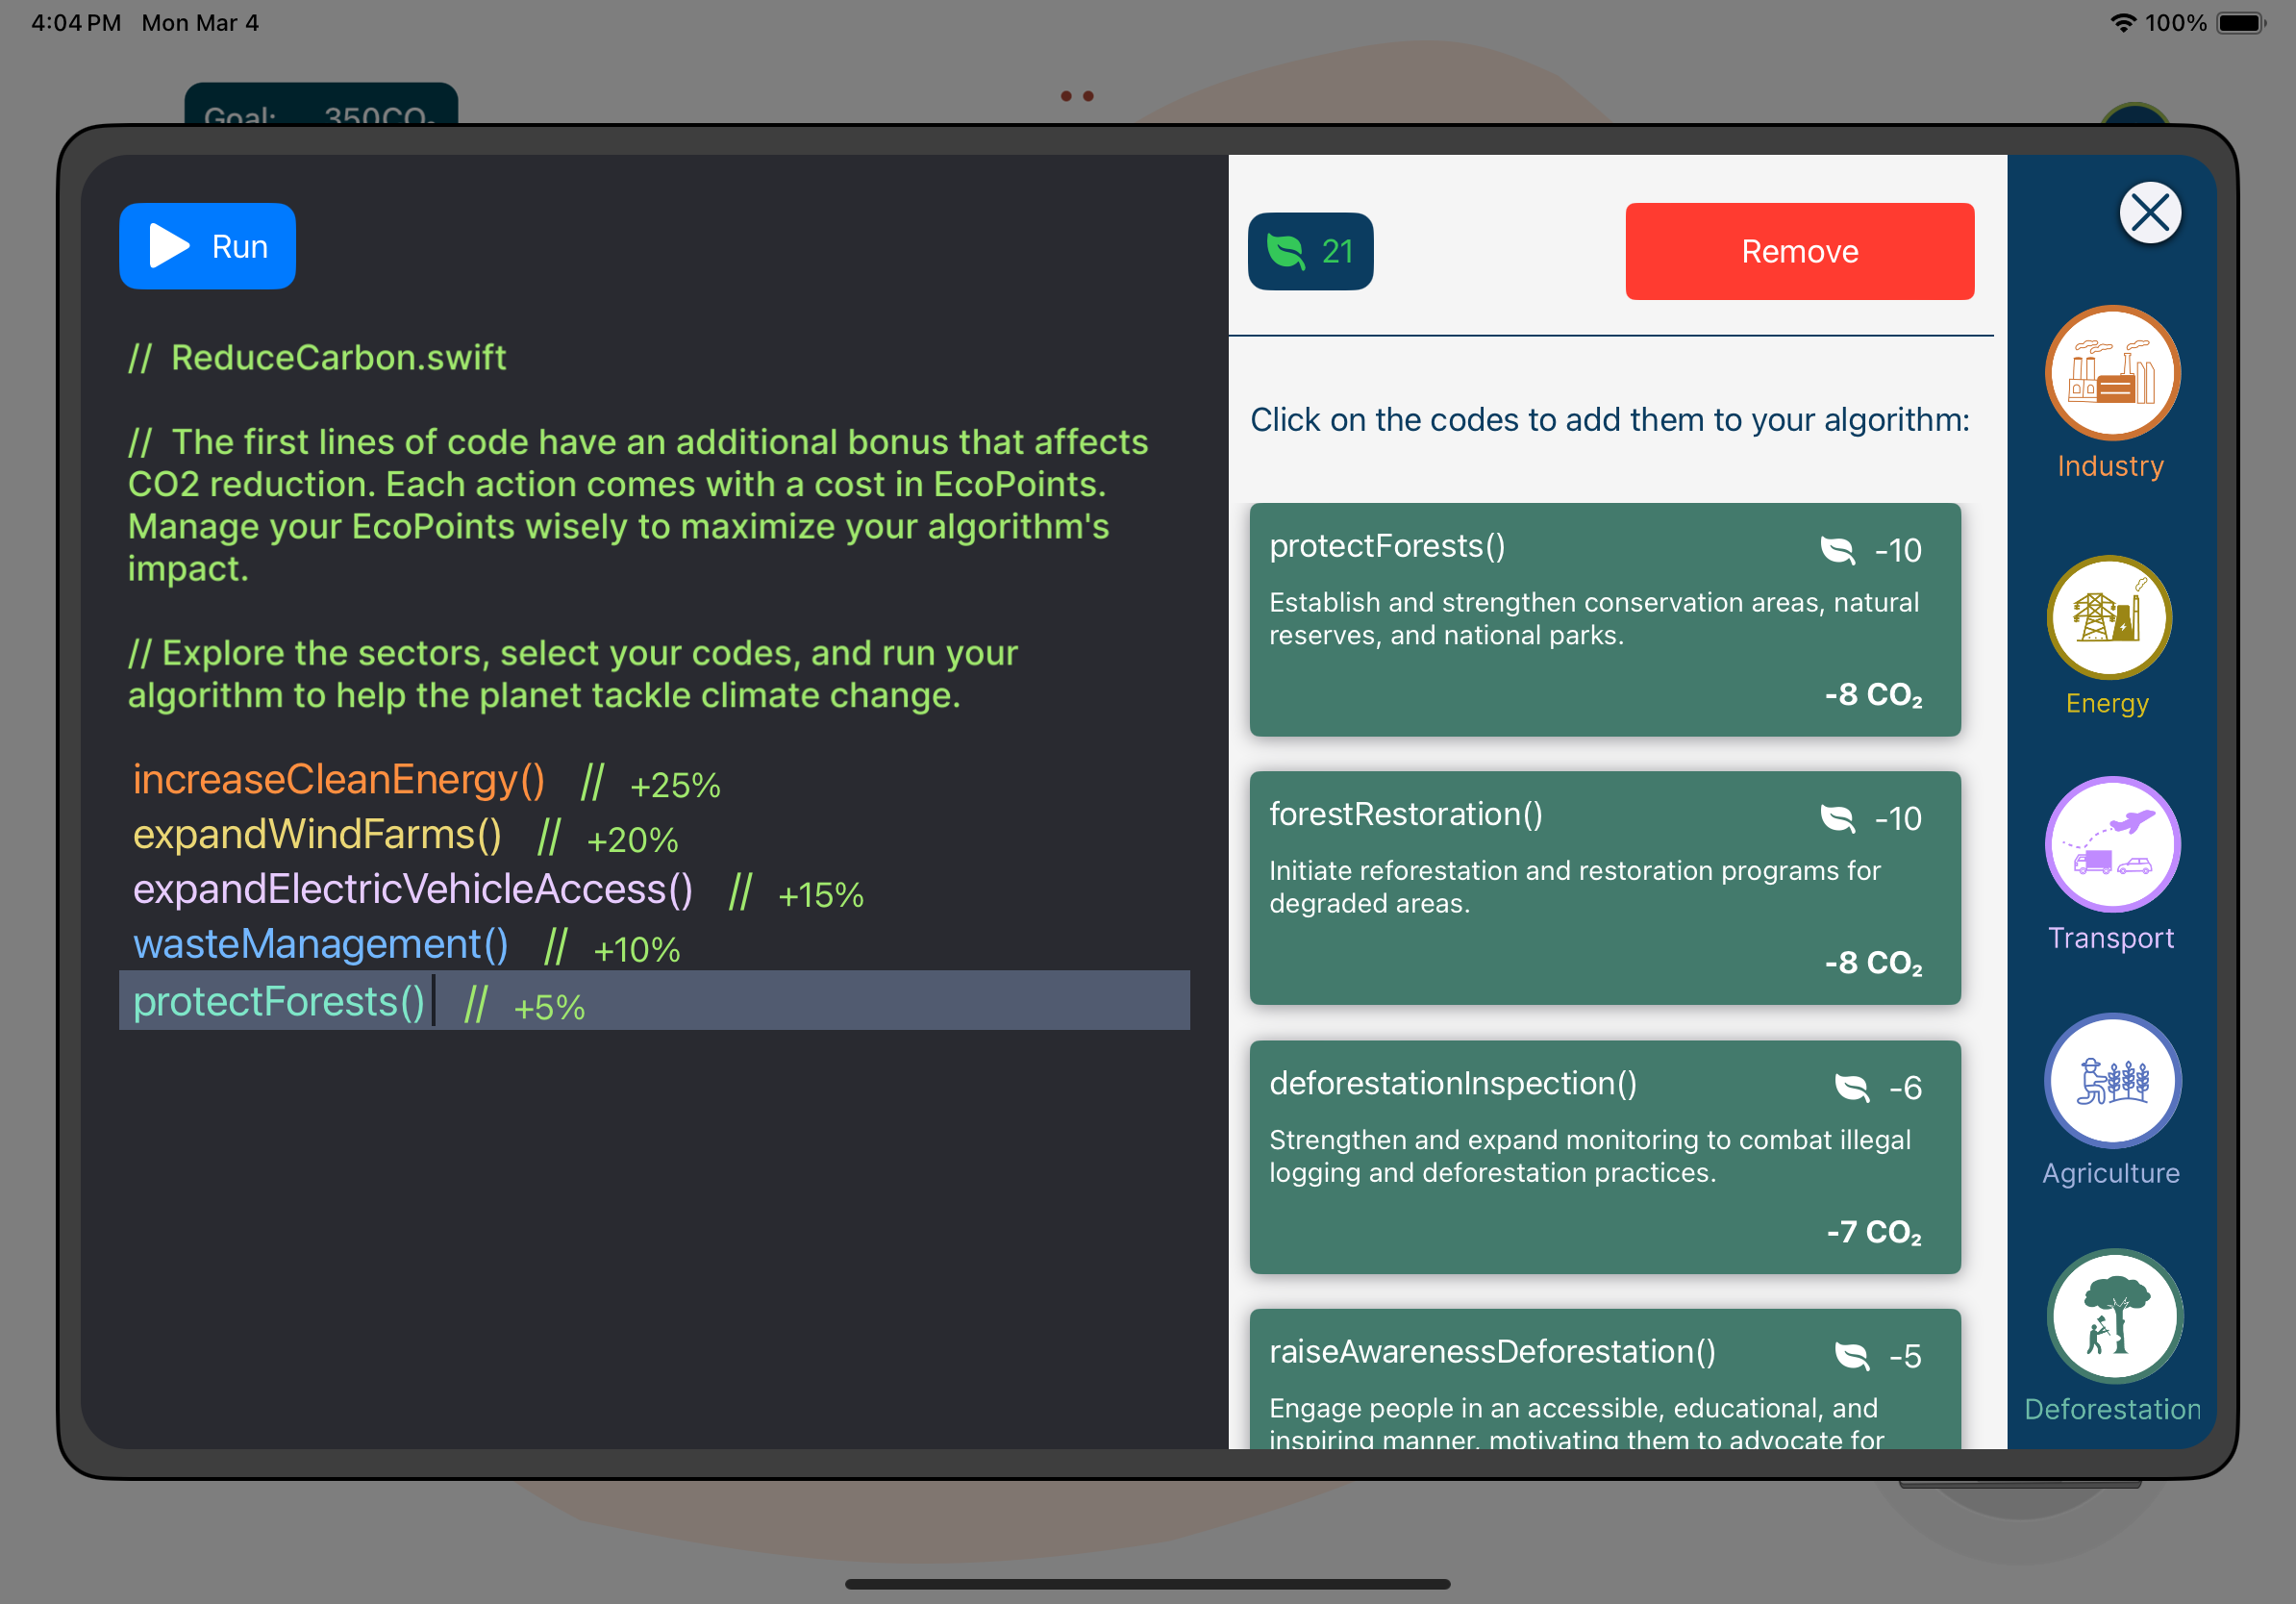 4:04 PM Mon Mar 4
100%
Goal: 350CO₂
Run
// ReduceCarbon.swift
// The first lines of code have an additional bonus that affects
CO2 reduction. Each action comes with a cost in EcoPoints.
Manage your EcoPoints wisely to maximize your algorithm's
impact.
// Explore the sectors, select your codes, and run your
algorithm to help the planet tackle climate change.
increaseCleanEnergy() // +25%
expandWindFarms() // +20%
expandElectricVehicleAccess() // +15%
wasteManagement() // +10%
protectForests() // +5%
21
Remove
Click on the codes to add them to your algorithm:
protectForests() -10
Establish and strengthen conservation areas, natural
reserves, and national parks.
-8 CO₂
forestRestoration() -10
Initiate reforestation and restoration programs for
degraded areas.
-8 CO₂
deforestationInspection() -6
Strengthen and expand monitoring to combat illegal
logging and deforestation practices.
-7 CO₂
raiseAwarenessDeforestation() -5
Engage people in an accessible, educational, and
inspiring manner, motivating them to advocate for
Industry
Energy
Transport
Agriculture
Deforestation